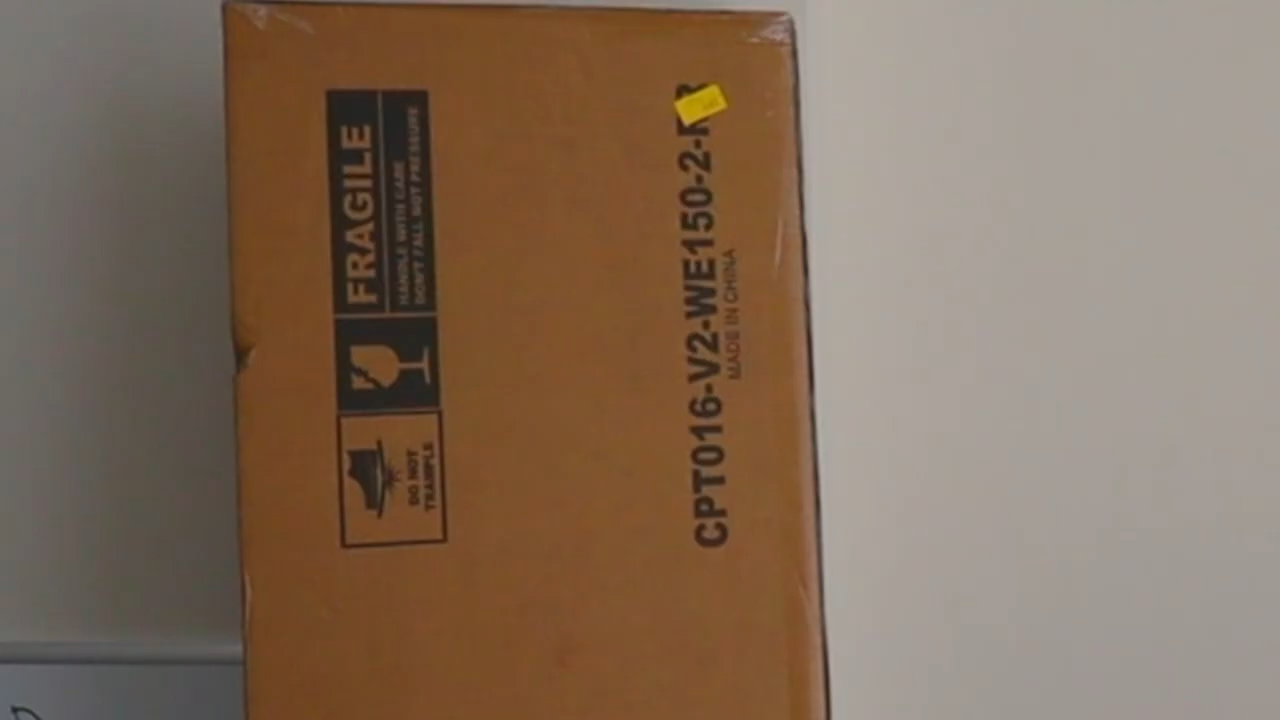 FRAGILE
HANDLE WITH CARE
DON'T FALL NOT PRESSURE
DO NOT
TRAMPLE
CPT016-V2-WE150-2-
MADE IN CHINA